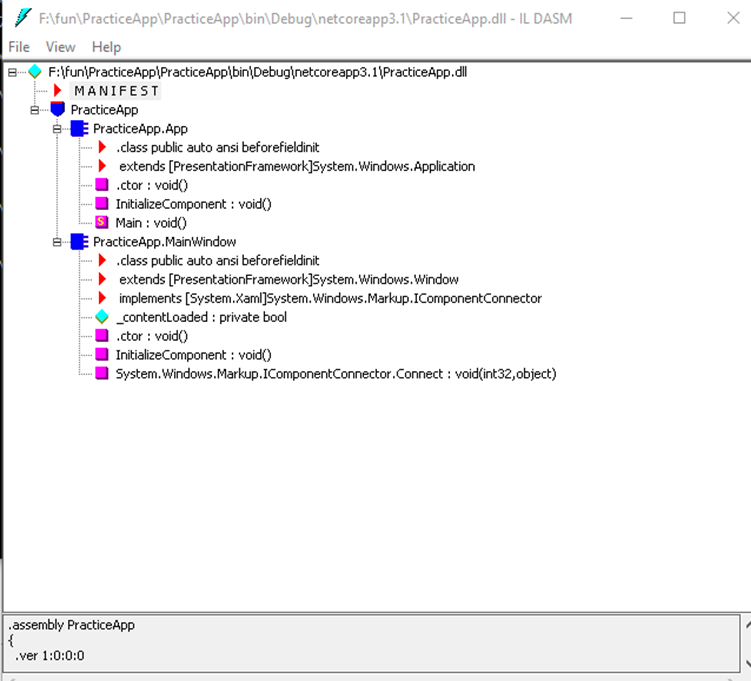 F:\fun\PracticeApp\PracticeApp\bin\Debug\netcoreapp3.1\PracticeApp.dll - IL DASM
File View Help
F:\fun\PracticeApp\PracticeApp\bin\Debug\netcoreapp3.1\PracticeApp.dll
M A N I F E S T
PracticeApp
PracticeApp.App
.class public auto ansi beforefieldinit
extends [PresentationFramework]System.Windows.Application
.ctor : void()
InitializeComponent : void()
S Main : void()
PracticeApp.MainWindow
.class public auto ansi beforefieldinit
extends [PresentationFramework]System.Windows.Window
implements [System.Xaml]System.Windows.Markup.IComponentConnector
_contentLoaded : private bool
.ctor : void()
InitializeComponent : void()
System.Windows.Markup.IComponentConnector.Connect : void(int32,object)
.assembly PracticeApp
{
.ver 1:0:0:0